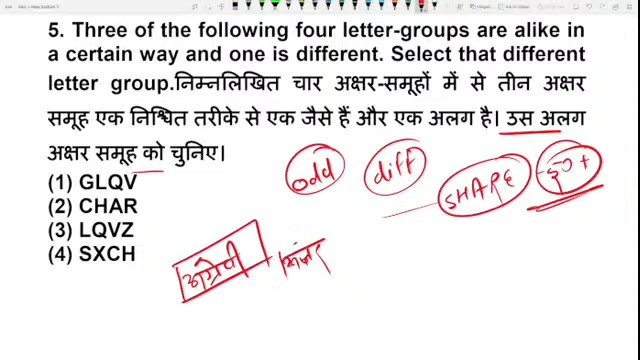 5. Three of the following four letter-groups are alike in
a certain way and one is different. Select that different
letter group.निम्नलिखित चार अक्षर-समूहों में से तीन अक्षर
समूह एक निश्चित तरीके से एक जैसे हैं और एक अलग है। उस अलग
अक्षर समूह को चुनिए।
(1) GLQV
odd diff SHARE 50+
(2) CHAR
(3) LQVZ
(4) SXCH